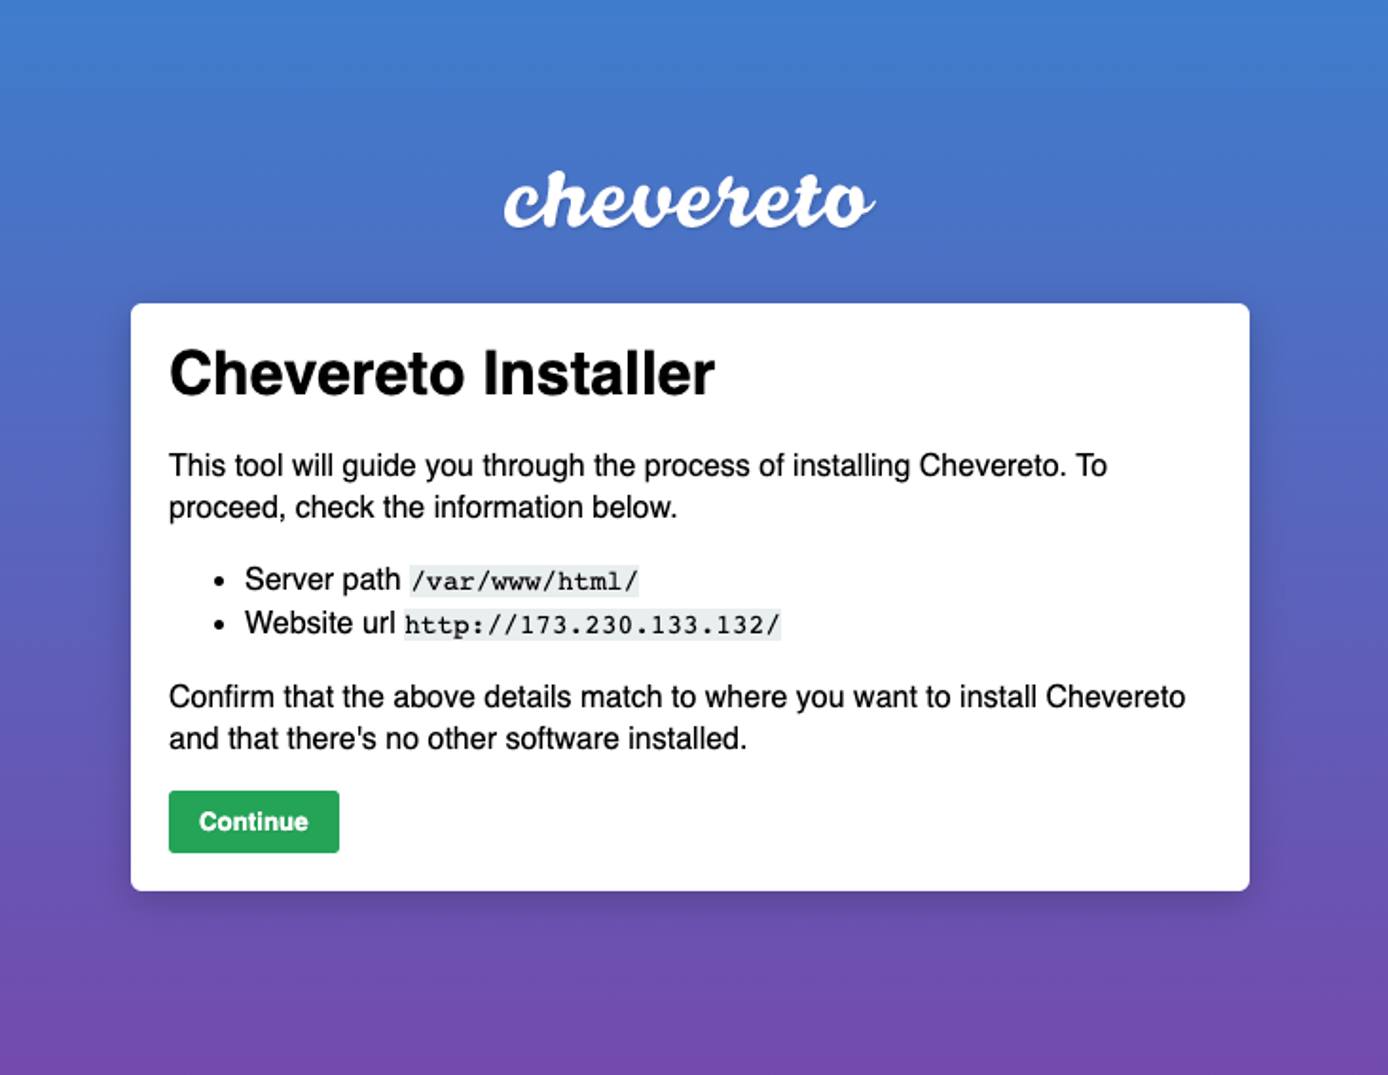 chevereto
Chevereto Installer
This tool will guide you through the process of installing Chevereto. To
proceed, check the information below.
• Server path /var/www/html/
• Website url http://173.230.133.132/
Confirm that the above details match to where you want to install Chevereto
and that there's no other software installed.
Continue